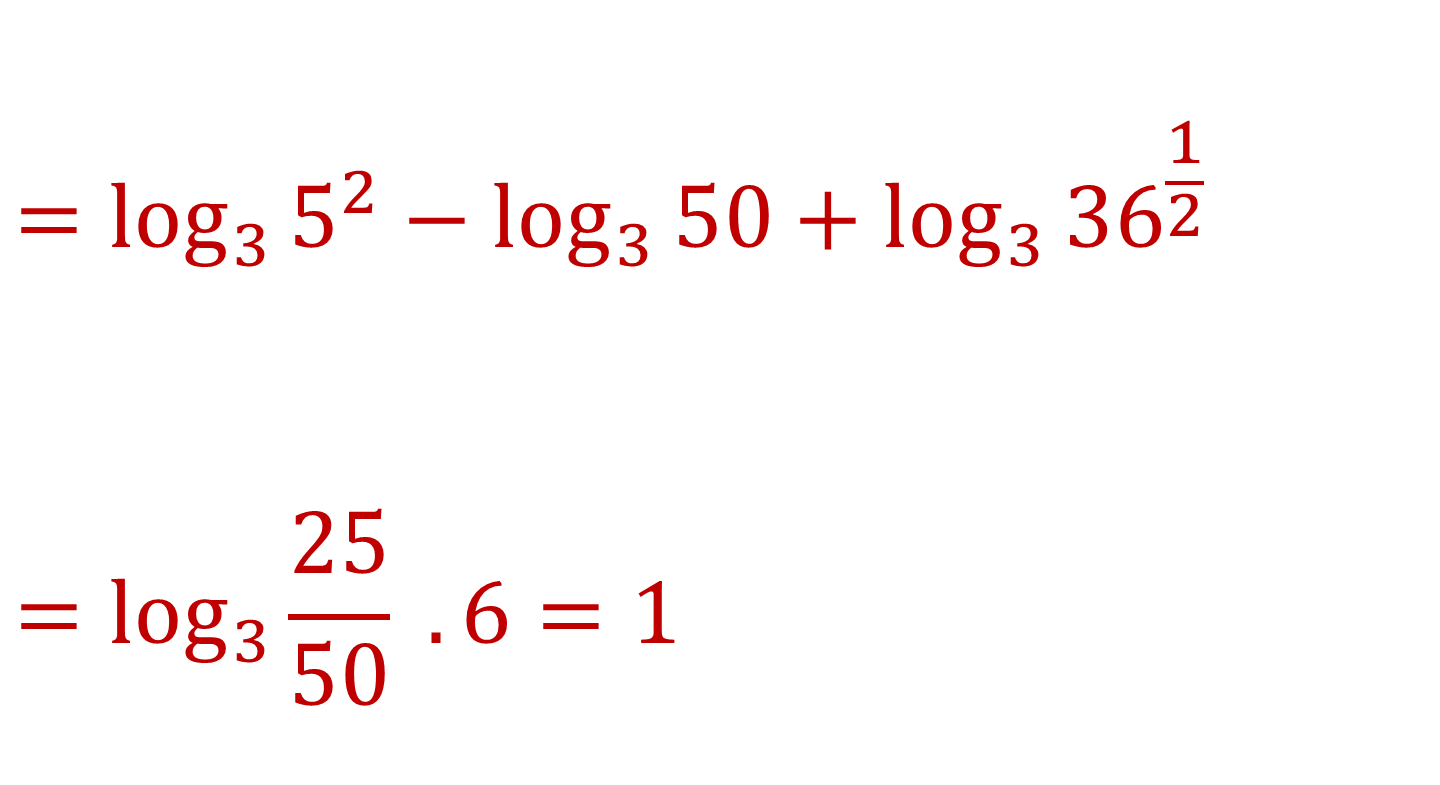 = log₃ 5² − log₃ 50 + log₃ 36^(1/2)
= log₃ 25/50 . 6 = 1